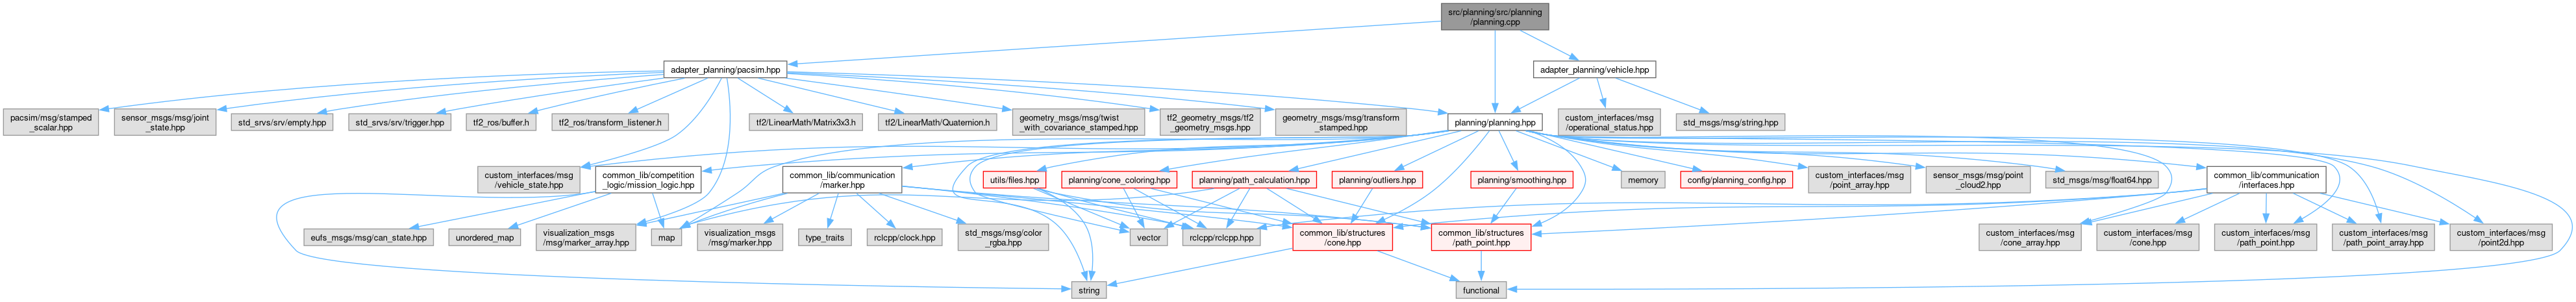 src/planning/src/planning
/planning.cpp
adapter_planning/pacsim.hpp
adapter_planning/vehicle.hpp
pacsim/msg/stamped
_scalar.hpp
sensor_msgs/msg/joint
_state.hpp
std_srvs/srv/empty.hpp
std_srvs/srv/trigger.hpp
tf2_ros/buffer.h
tf2_ros/transform_listener.h
tf2/LinearMath/Matrix3x3.h
tf2/LinearMath/Quaternion.h
geometry_msgs/msg/twist
_with_covariance_stamped.hpp
tf2_geometry_msgs/tf2
_geometry_msgs.hpp
geometry_msgs/msg/transform
_stamped.hpp
planning/planning.hpp
custom_interfaces/msg
/operational_status.hpp
std_msgs/msg/string.hpp
custom_interfaces/msg
/vehicle_state.hpp
common_lib/competition
_logic/mission_logic.hpp
common_lib/communication
/marker.hpp
utils/files.hpp
planning/cone_coloring.hpp
planning/path_calculation.hpp
planning/outliers.hpp
planning/smoothing.hpp
memory
config/planning_config.hpp
custom_interfaces/msg
/point_array.hpp
sensor_msgs/msg/point
_cloud2.hpp
std_msgs/msg/float64.hpp
common_lib/communication
/interfaces.hpp
eufs_msgs/msg/can_state.hpp
unordered_map
visualization_msgs
/msg/marker_array.hpp
map
visualization_msgs
/msg/marker.hpp
type_traits
rclcpp/clock.hpp
std_msgs/msg/color
_rgba.hpp
vector
rclcpp/rclcpp.hpp
common_lib/structures
/cone.hpp
common_lib/structures
/path_point.hpp
custom_interfaces/msg
/cone_array.hpp
custom_interfaces/msg
/cone.hpp
custom_interfaces/msg
/path_point.hpp
custom_interfaces/msg
/path_point_array.hpp
custom_interfaces/msg
/point2d.hpp
string
functional